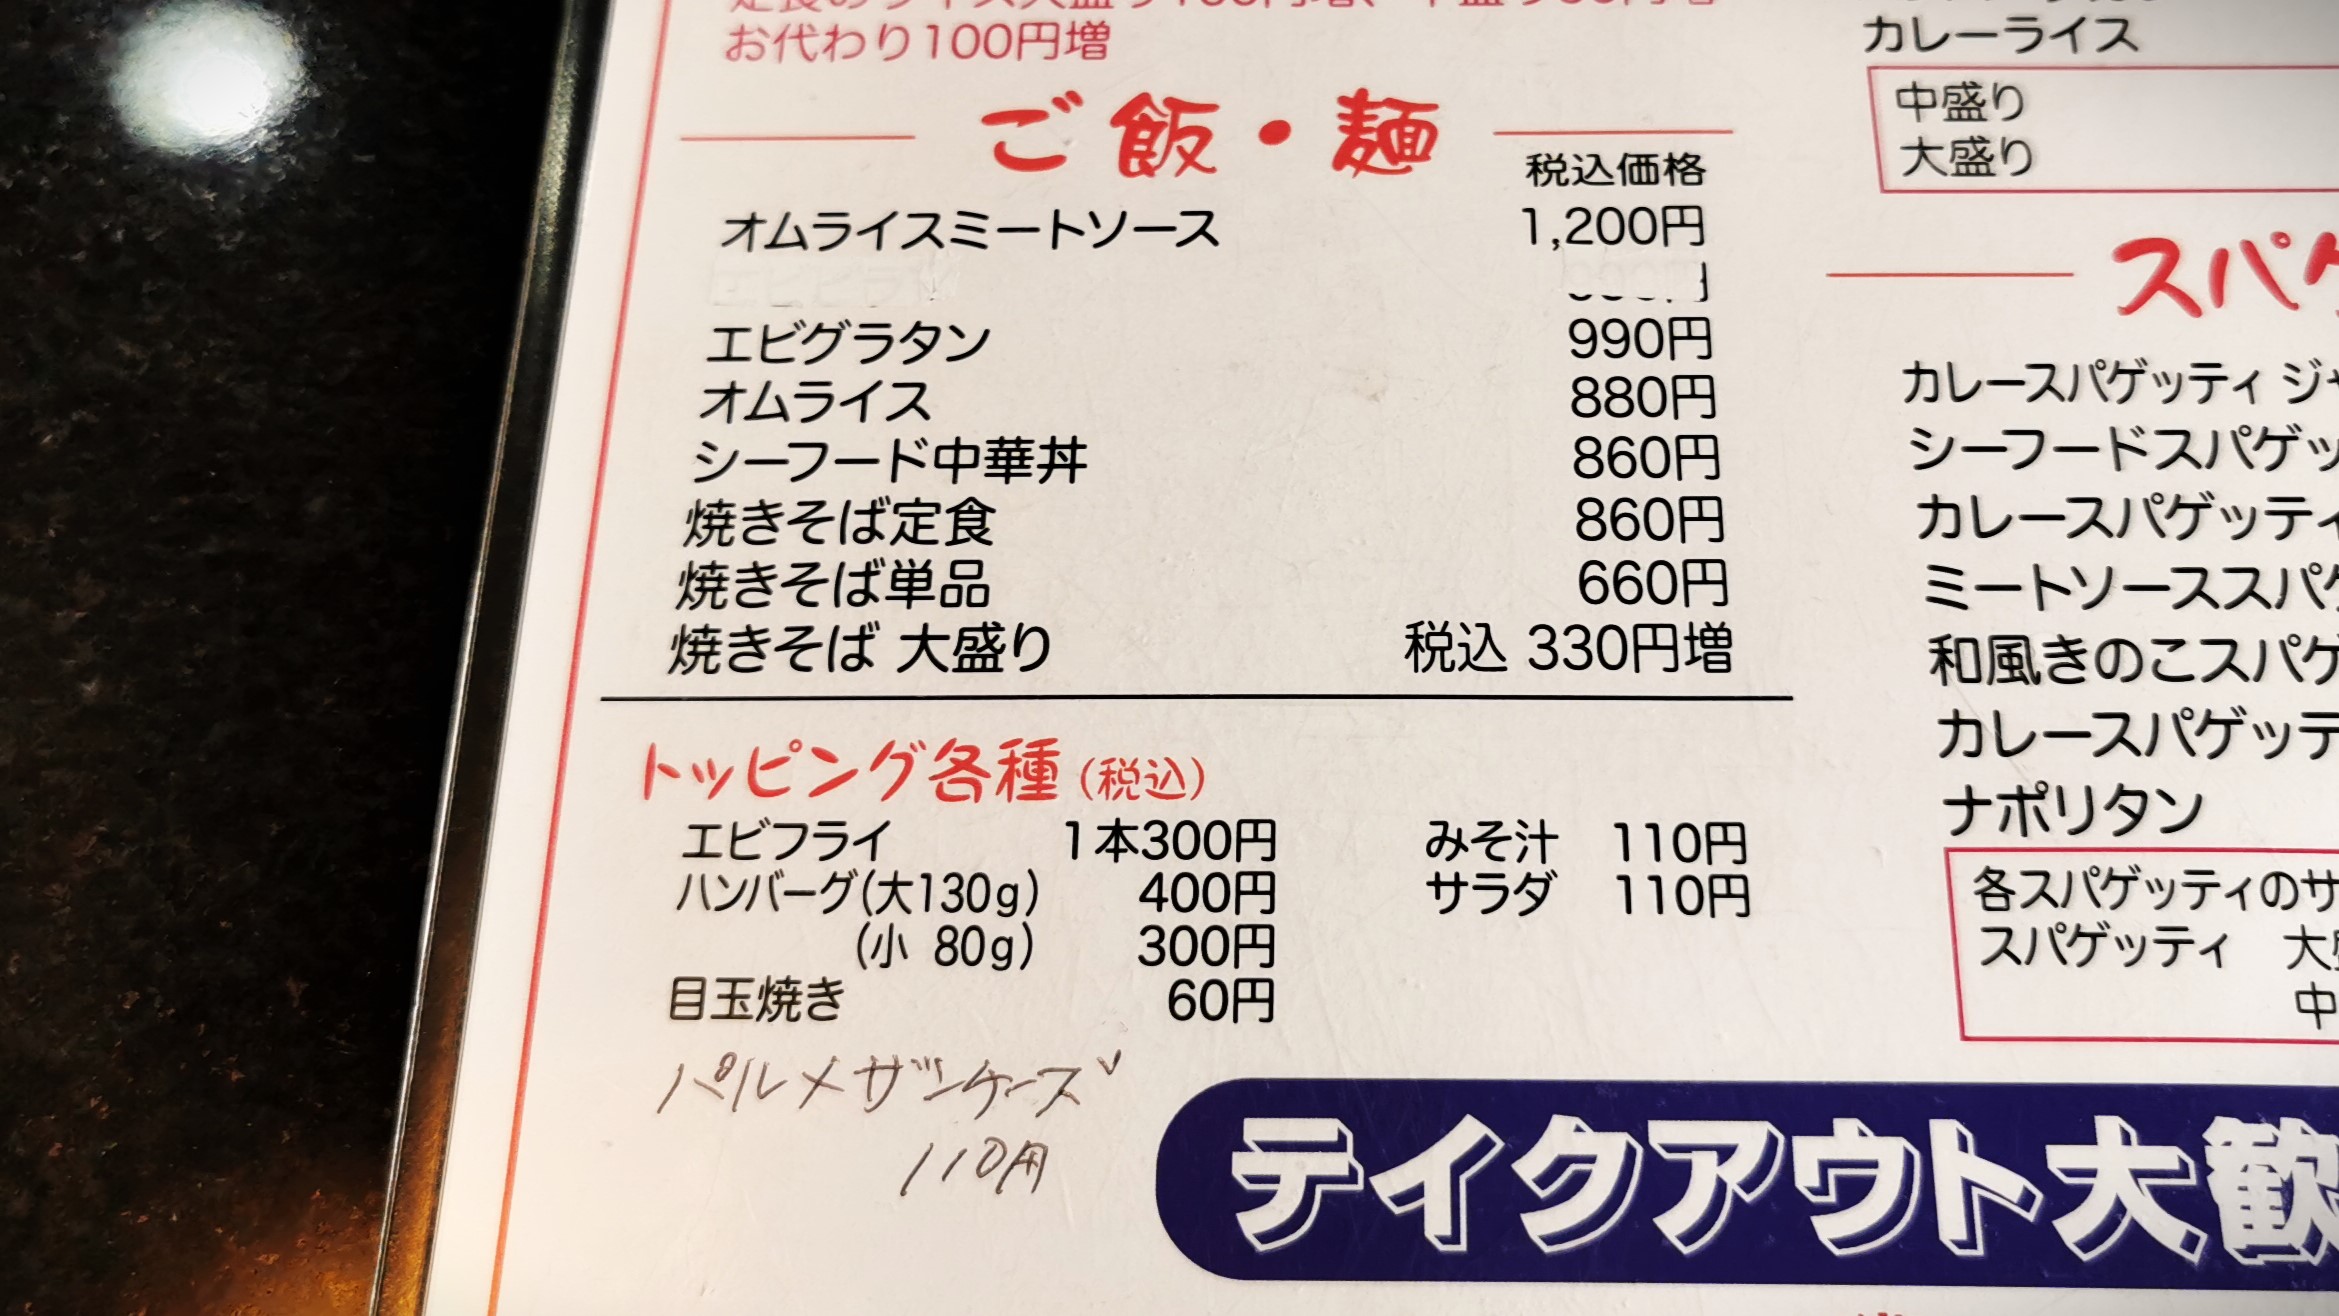 お代わり100円増
ご飯・麺
税込価格
オムライスミートソース 1,200円
エビグラタン 990円
オムライス 880円
シーフード中華丼 860円
焼きそば定食 860円
焼きそば単品 660円
焼きそば 大盛り 税込 330円増
トッピング各種(税込)
エビフライ 1本300円
ハンバーグ(大130g) 400円
(小 80g) 300円
目玉焼き 60円
みそ汁 110円
サラダ 110円
パルメザンチーズ
110円
カレーライス
中盛り
大盛り
スパゲ
カレースパゲッティ ジャ
シーフードスパゲッ
カレースパゲッティ
ミートソーススパゲ
和風きのこスパゲ
カレースパゲッテ
ナポリタン
各スパゲッティのサ
スパゲッティ 大盛
中
テイクアウト大歓